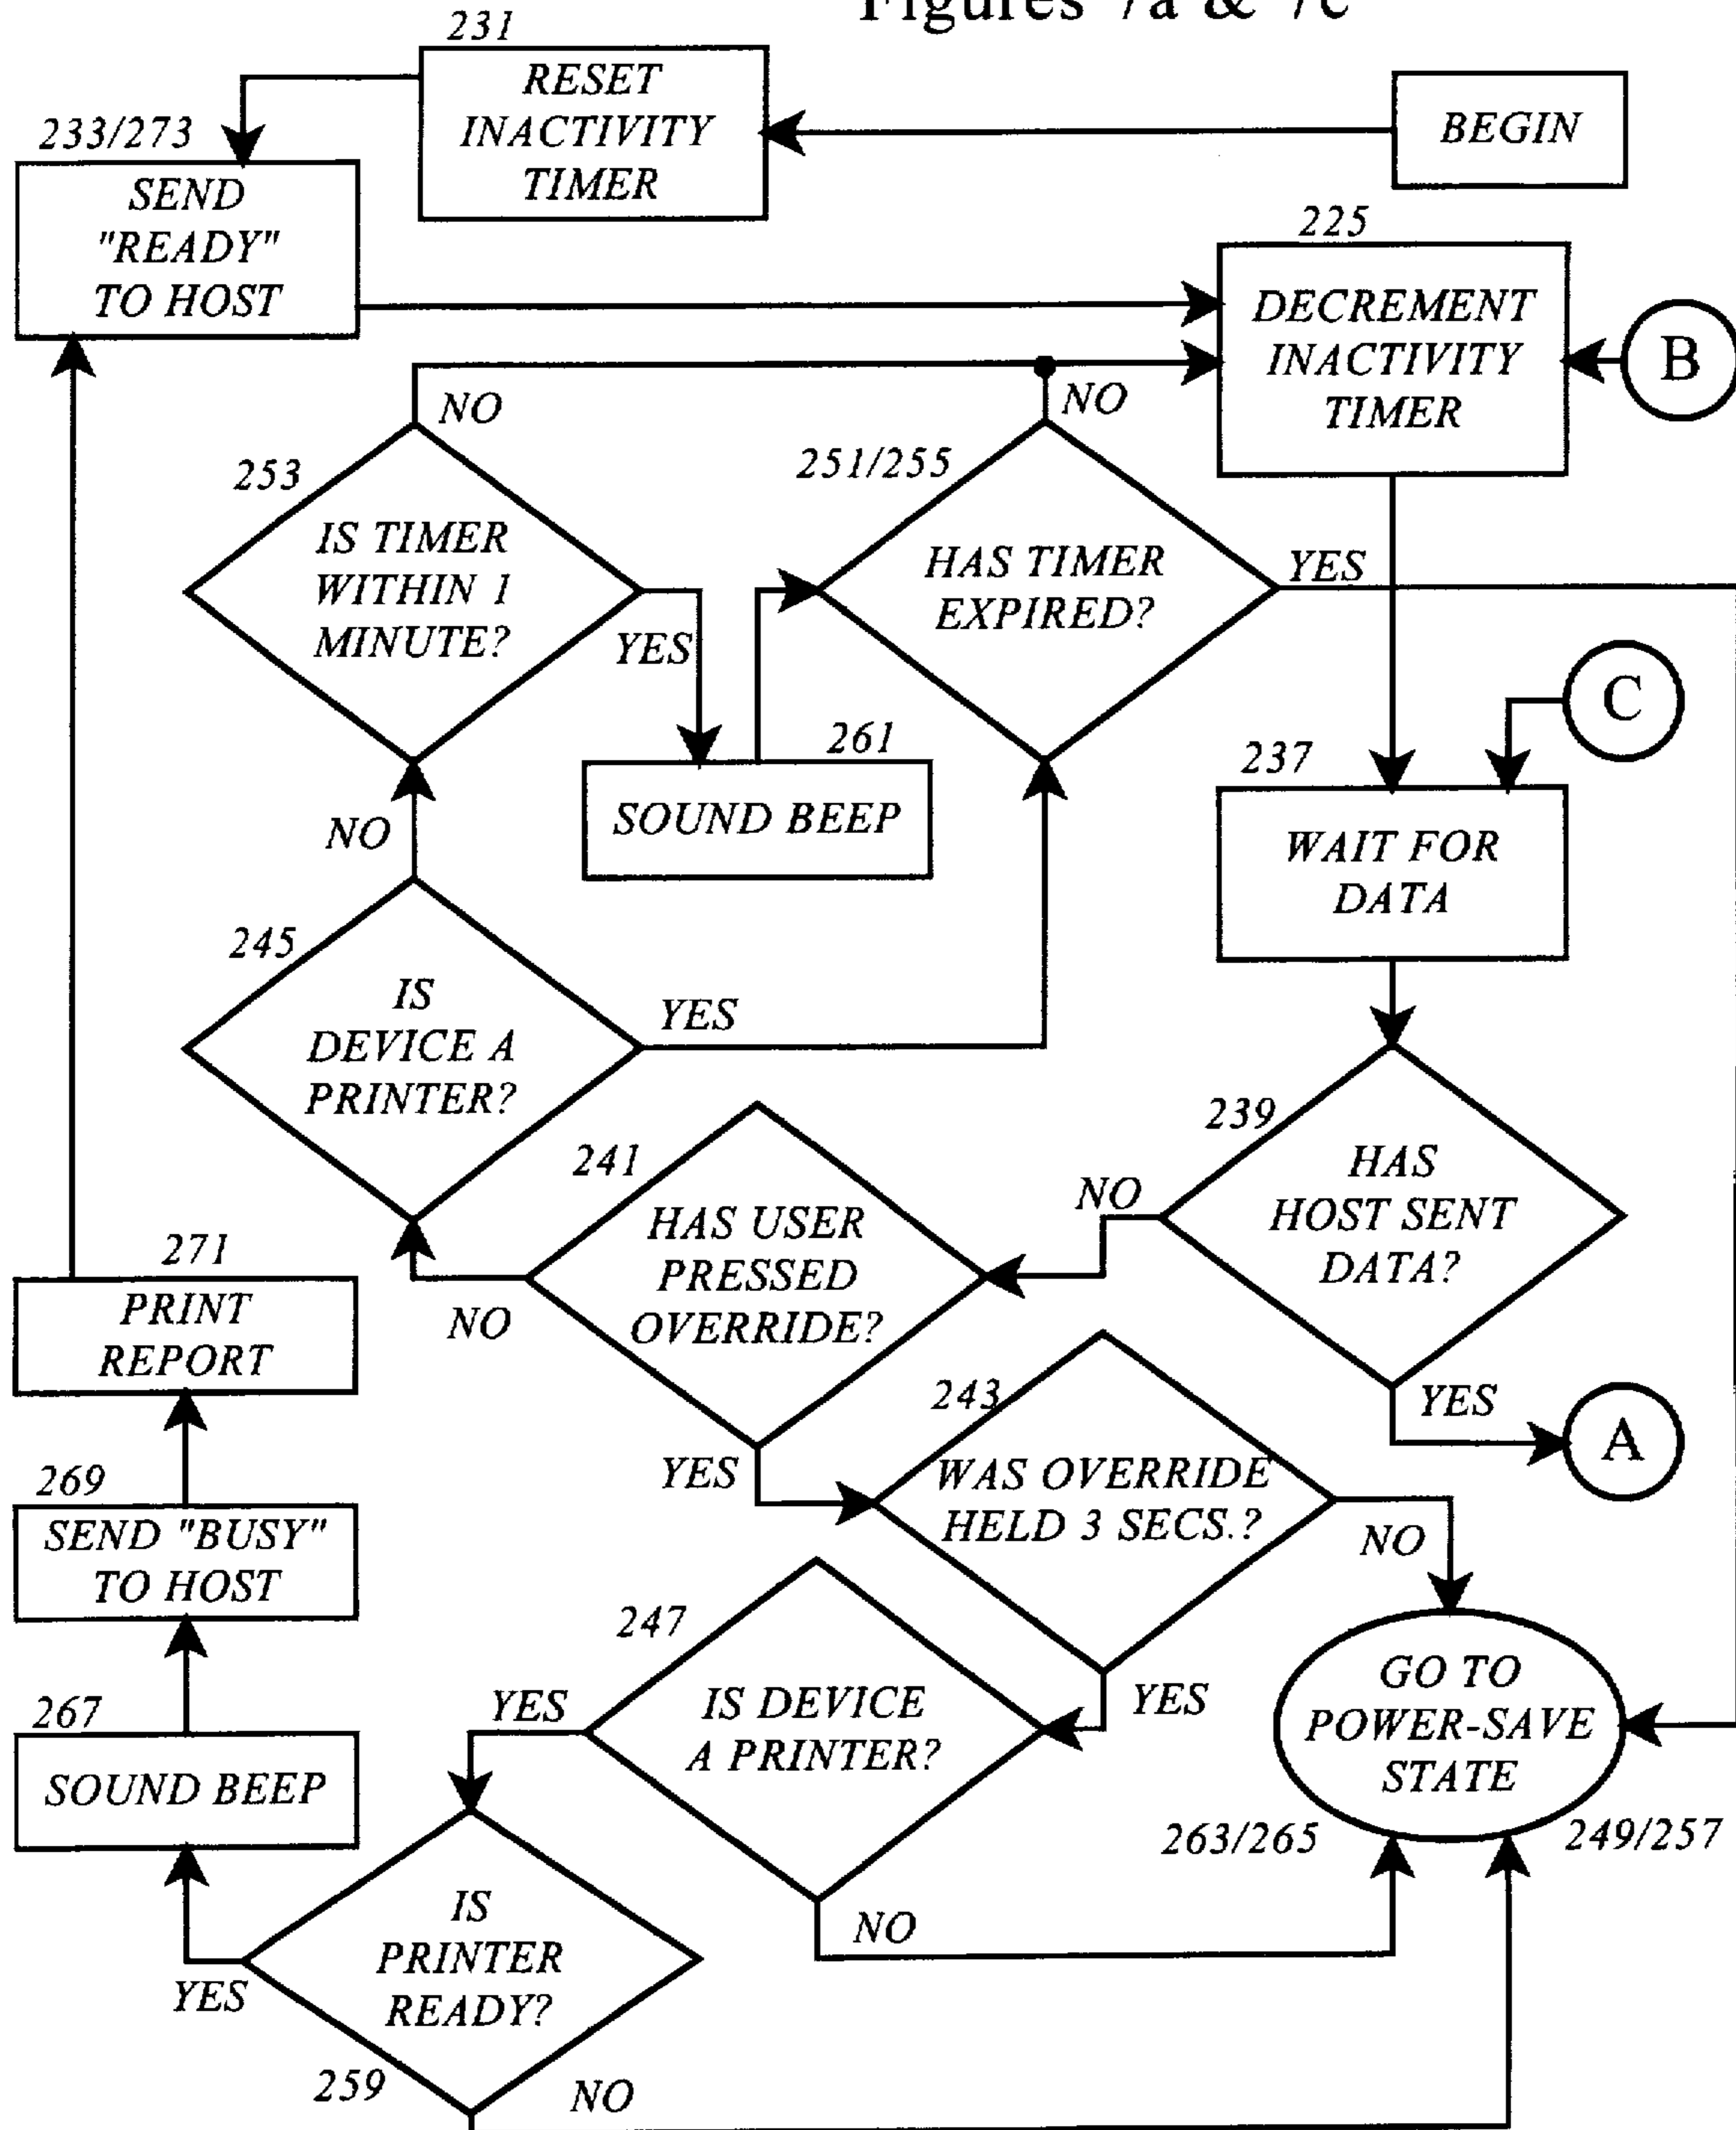 Figures 7a & 7c
231
RESET
INACTIVITY
TIMER
BEGIN
233/273
SEND
"READY"
TO HOST
225
DECREMENT
INACTIVITY
TIMER
B
NO
NO
253
IS TIMER
WITHIN 1
MINUTE?
YES
251/255
HAS TIMER
EXPIRED?
YES
C
261
SOUND BEEP
237
WAIT FOR
DATA
NO
245
IS
DEVICE A
PRINTER?
YES
239
HAS
HOST SENT
DATA?
NO
YES
A
241
HAS USER
PRESSED
OVERRIDE?
NO
YES
271
PRINT
REPORT
243
WAS OVERRIDE
HELD 3 SECS.?
NO
YES
269
SEND "BUSY"
TO HOST
247
IS DEVICE
A PRINTER?
YES
NO
GO TO
POWER-SAVE
STATE
263/265
249/257
267
SOUND BEEP
IS
PRINTER
READY?
YES
259
NO